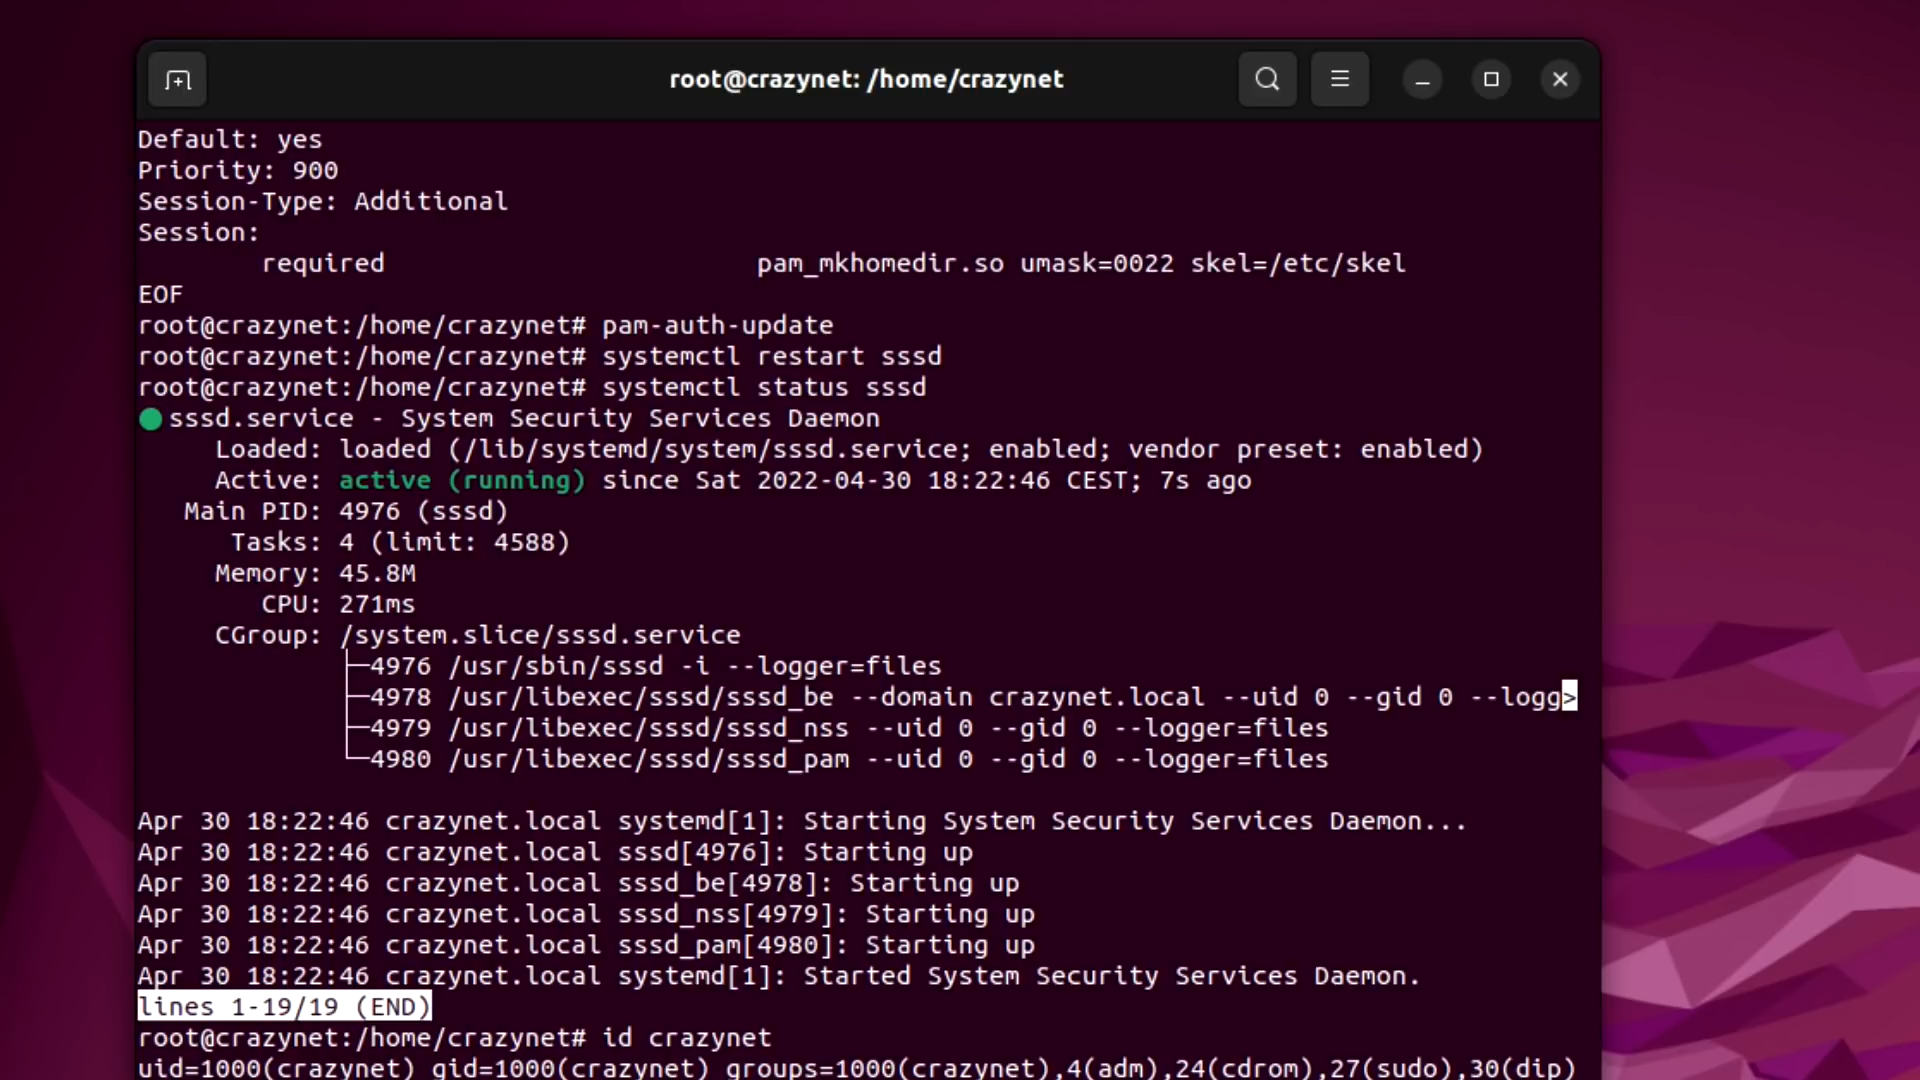 root@crazynet: /home/crazynet
Default: yes
Priority: 900
Session-Type: Additional
Session:
        required                        pam_mkhomedir.so umask=0022 skel=/etc/skel
EOF
root@crazynet:/home/crazynet# pam-auth-update
root@crazynet:/home/crazynet# systemctl restart sssd
root@crazynet:/home/crazynet# systemctl status sssd
● sssd.service - System Security Services Daemon
     Loaded: loaded (/lib/systemd/system/sssd.service; enabled; vendor preset: enabled)
     Active: active (running) since Sat 2022-04-30 18:22:46 CEST; 7s ago
   Main PID: 4976 (sssd)
      Tasks: 4 (limit: 4588)
     Memory: 45.8M
        CPU: 271ms
     CGroup: /system.slice/sssd.service
             ├─4976 /usr/sbin/sssd -i --logger=files
             ├─4978 /usr/libexec/sssd/sssd_be --domain crazynet.local --uid 0 --gid 0 --logg>
             ├─4979 /usr/libexec/sssd/sssd_nss --uid 0 --gid 0 --logger=files
             └─4980 /usr/libexec/sssd/sssd_pam --uid 0 --gid 0 --logger=files
Apr 30 18:22:46 crazynet.local systemd[1]: Starting System Security Services Daemon...
Apr 30 18:22:46 crazynet.local sssd[4976]: Starting up
Apr 30 18:22:46 crazynet.local sssd_be[4978]: Starting up
Apr 30 18:22:46 crazynet.local sssd_nss[4979]: Starting up
Apr 30 18:22:46 crazynet.local sssd_pam[4980]: Starting up
Apr 30 18:22:46 crazynet.local systemd[1]: Started System Security Services Daemon.
lines 1-19/19 (END)
root@crazynet:/home/crazynet# id crazynet
uid=1000(crazynet) gid=1000(crazynet) groups=1000(crazynet),4(adm),24(cdrom),27(sudo),30(dip)